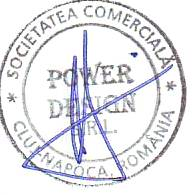 * SOCIETATEA COMERCIALĂ *
POWER
DESIGN
SRL
CLUJ-NAPOCA, ROMÂNIA